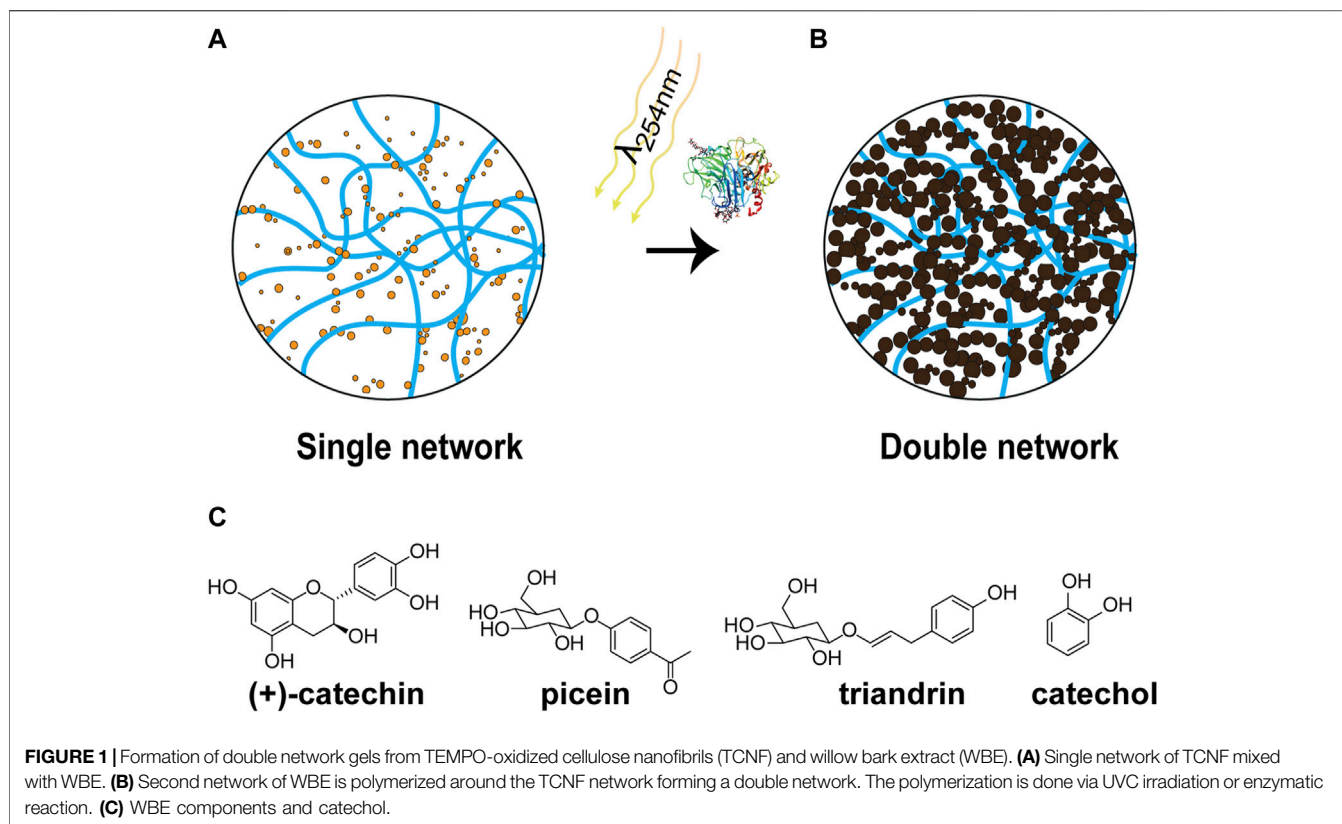 A
B
λ254nm
Single network
Double network
C
HO
O
OH
OH
OH
OH
(+)-catechin
OH
HO
HO
OH
O
O
picein
OH
HO
HO
OH
O
OH
triandrin
OH
OH
catechol
FIGURE 1 | Formation of double network gels from TEMPO-oxidized cellulose nanofibrils (TCNF) and willow bark extract (WBE). (A) Single network of TCNF mixed
with WBE. (B) Second network of WBE is polymerized around the TCNF network forming a double network. The polymerization is done via UVC irradiation or enzymatic
reaction. (C) WBE components and catechol.